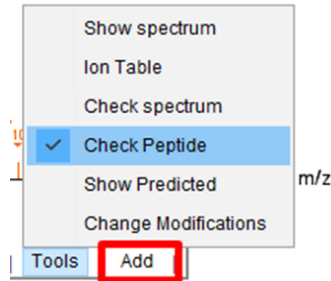 Show spectrum
Ion Table
Check spectrum
Check Peptide
Show Predicted
m/z
Change Modifications
Tools Add